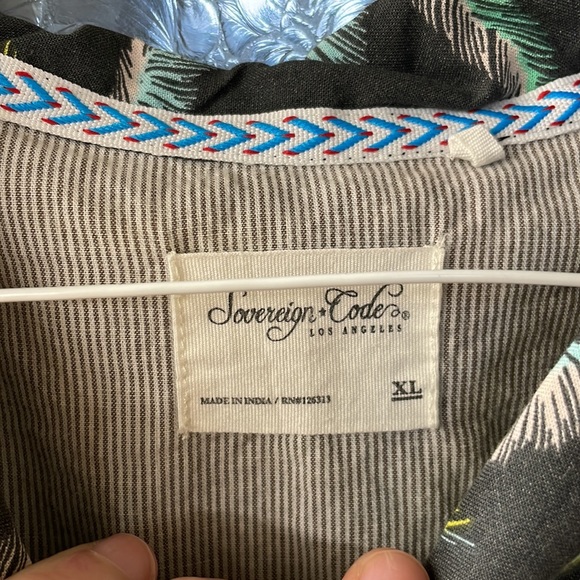 Sovereign ★ Code®
LOS ANGELES
MADE IN INDIA / RN#126313
XL